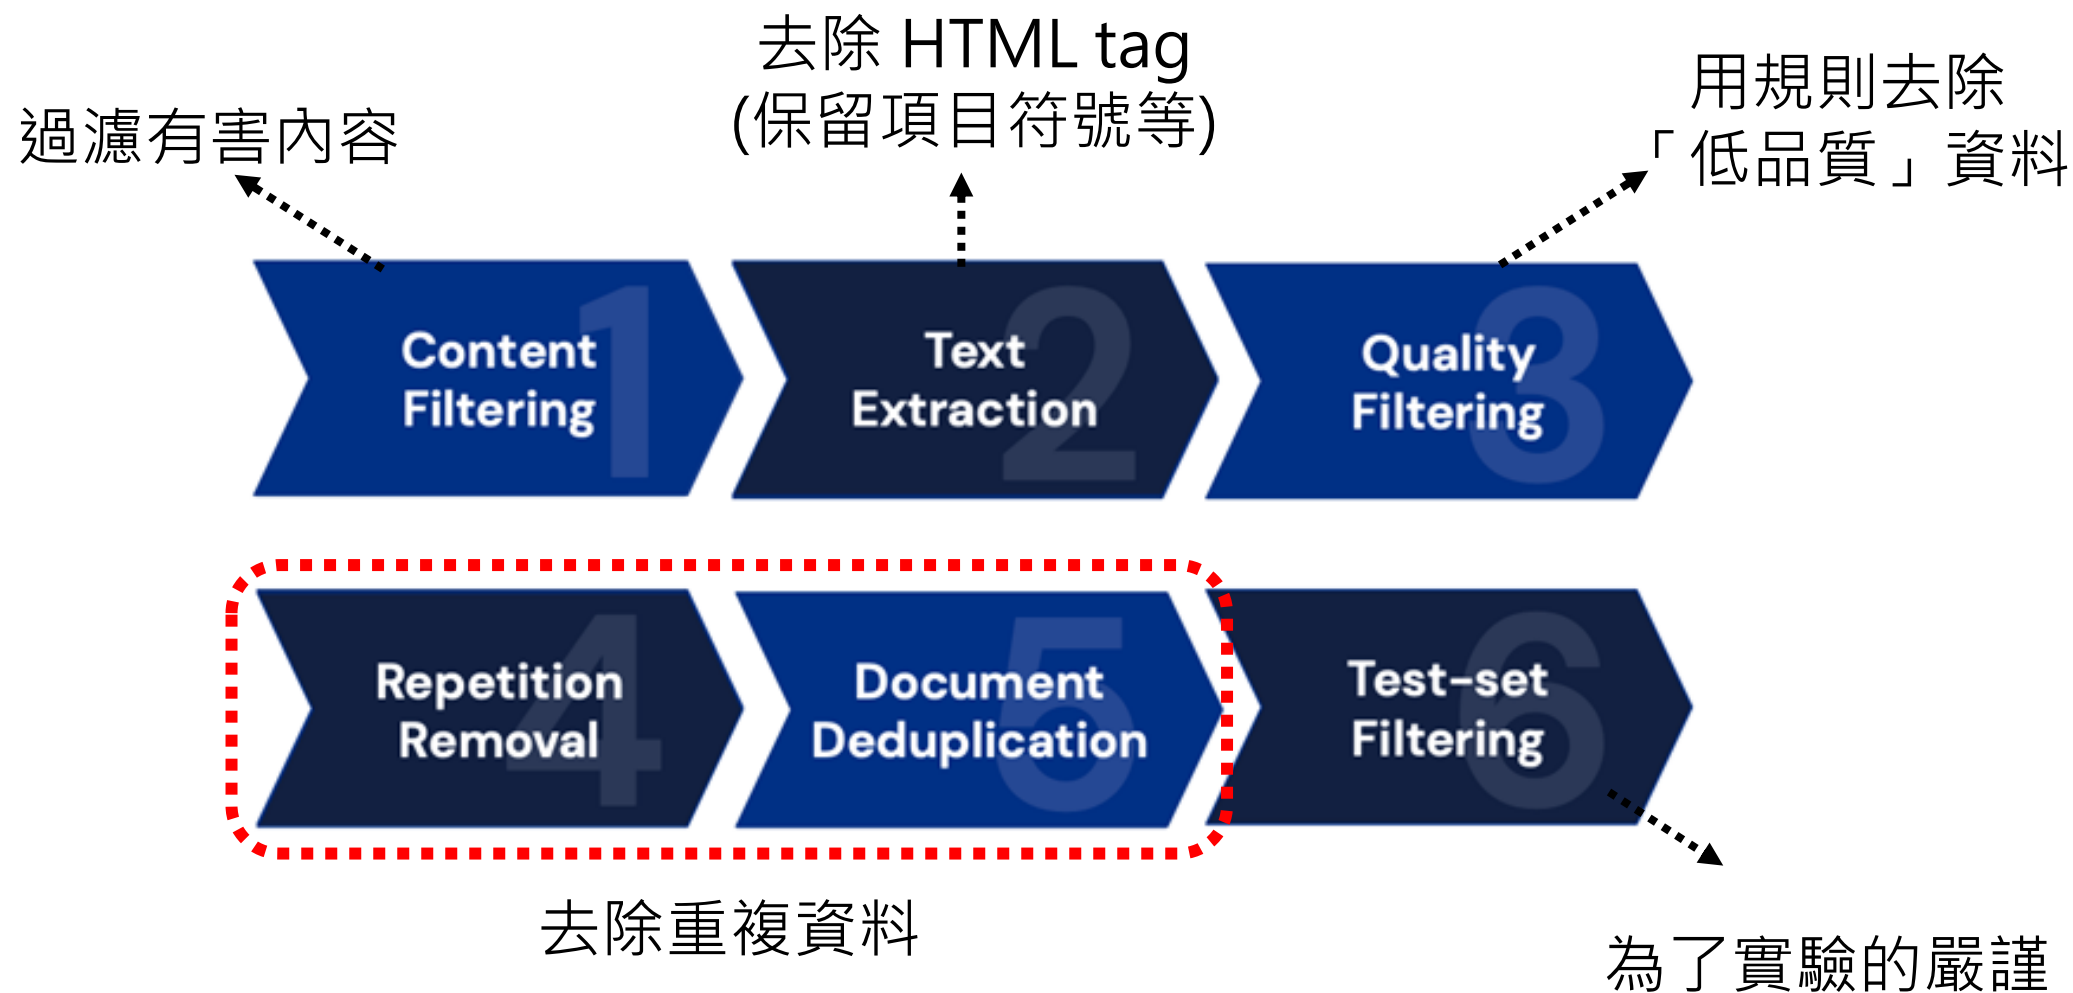 去除 HTML tag
(保留項目符號等)
過濾有害內容
用規則去除
「低品質」資料
1
Content
Filtering
2
Text
Extraction
3
Quality
Filtering
4
Repetition
Removal
5
Document
Deduplication
6
Test-set
Filtering
去除重複資料
為了實驗的嚴謹